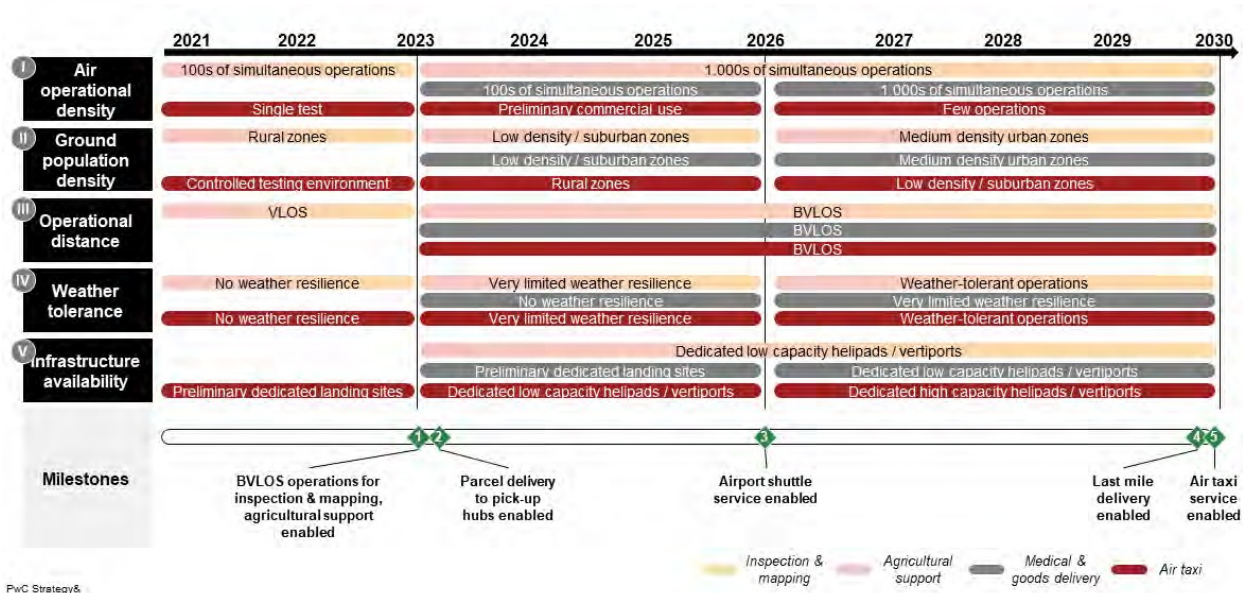 2021 2022 2023 2024 2025 2026 2027 2028 2029 2030
I
Air
operational
density
100s of simultaneous operations 1.000s of simultaneous operations
100s of simultaneous operations 1.000s of simultaneous operations
Single test Preliminary commercial use Few operations
II
Ground
population
density
Rural zones Low density / suburban zones Medium density urban zones
Low density / suburban zones Medium density urban zones
Controlled testing environment Rural zones Low density / suburban zones
III
Operational
distance
VLOS BVLOS
BVLOS
BVLOS
IV
Weather
tolerance
No weather resilience Very limited weather resilience Weather-tolerant operations
No weather resilience Very limited weather resilience
No weather resilience Very limited weather resilience Weather-tolerant operations
V
Infrastructure
availability
Dedicated low capacity helipads / vertiports
Preliminary dedicated landing sites Dedicated low capacity helipads / vertiports
Preliminary dedicated landing sites Dedicated low capacity helipads / vertiports Dedicated high capacity helipads / vertiports
Milestones
1 2 3 4 5
BVLOS operations for
inspection & mapping,
agricultural support
enabled
Parcel delivery
to pick-up
hubs enabled
Airport shuttle
service enabled
Last mile
delivery
enabled
Air taxi
service
enabled
Inspection &
mapping
Agricultural
support
Medical &
goods delivery
Air taxi
PwC Strategy&